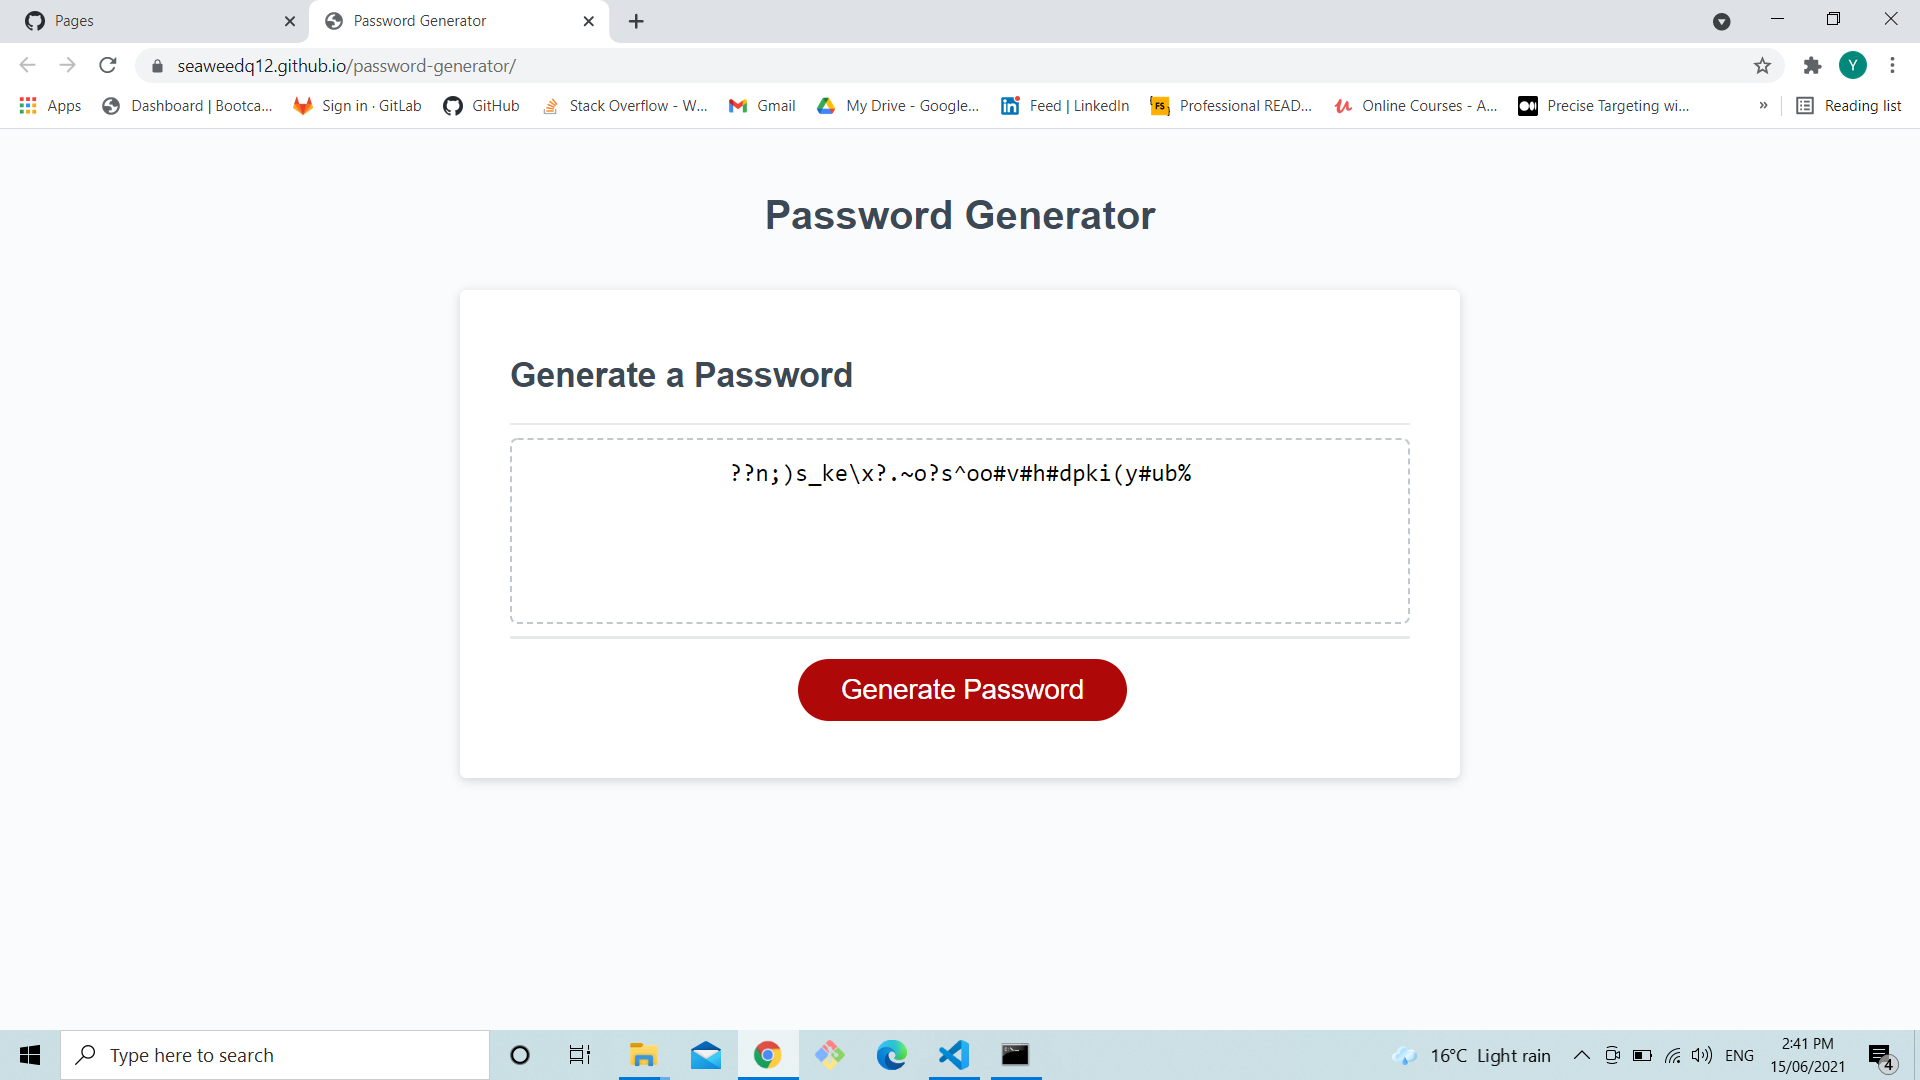 Pages
Password Generator
seaweedq12.github.io/password-generator/
Y
Apps
Dashboard | Bootca...
Sign in · GitLab
GitHub
Stack Overflow - W...
Gmail
My Drive - Google...
Feed | LinkedIn
FS
Professional READ...
Online Courses - A...
Precise Targeting wi...
»
Reading list
Password Generator
Generate a Password
??n;)s_ke\x?.~o?s^oo#v#h#dpki(y#ub%
Generate Password
Type here to search
16°C Light rain
ENG
2:41 PM
15/06/2021
4